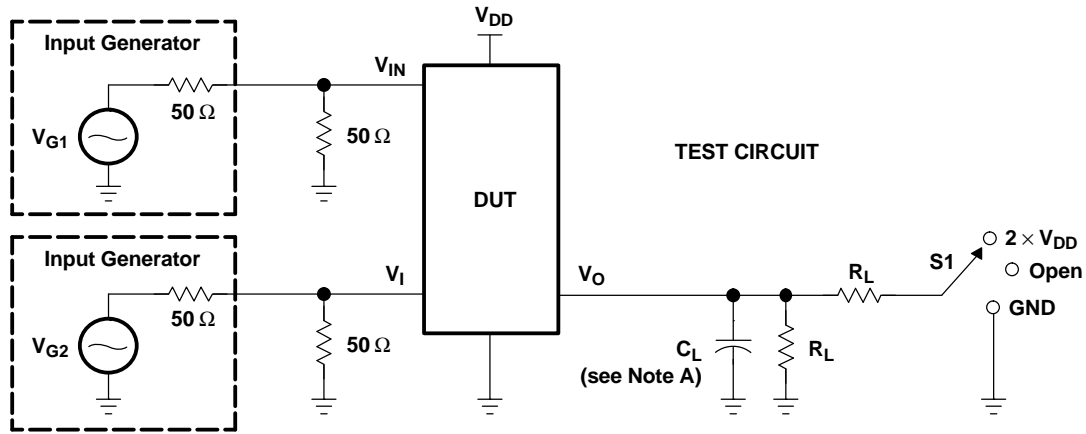 V_DD
Input Generator
V_IN
50 Ω
50 Ω
V_G1
TEST CIRCUIT
DUT
Input Generator
2 × V_DD
S1
V_I
V_O
R_L
Open
50 Ω
GND
50 Ω
V_G2
C_L
R_L
(see Note A)